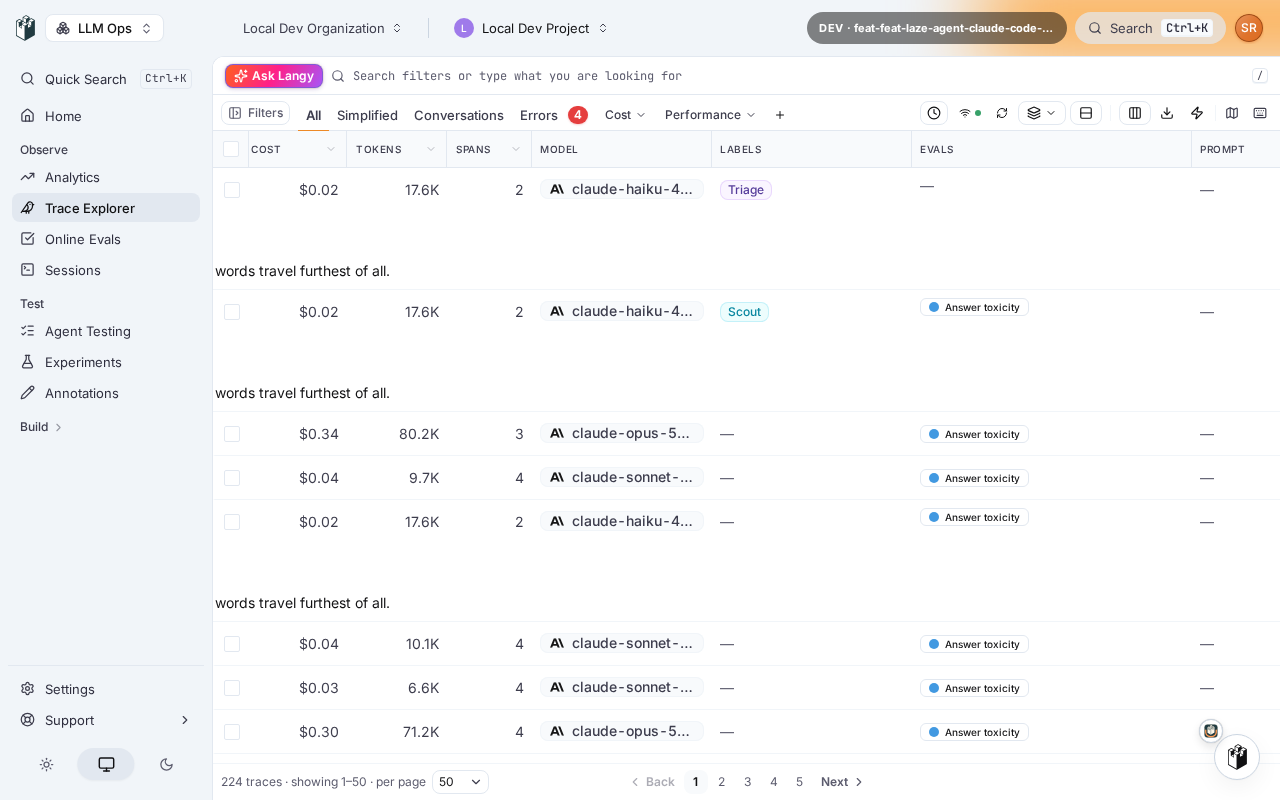 LLM Ops
Local Dev Organization
L
Local Dev Project
DEV · feat-feat-laze-agent-claude-code-...
Search
Ctrl+K
SR
Quick Search
Ctrl+K
Home
Observe
Analytics
Trace Explorer
Online Evals
Sessions
Test
Agent Testing
Experiments
Annotations
Build
Settings
Support
Ask Langy
Search filters or type what you are looking for
/
Filters
All
Simplified
Conversations
Errors
4
Cost
Performance
COST TOKENS SPANS MODEL LABELS EVALS PROMPT
$0.02 17.6K 2 claude-haiku-4... Triage — —
words travel furthest of all.
$0.02 17.6K 2 claude-haiku-4... Scout Answer toxicity —
words travel furthest of all.
$0.34 80.2K 3 claude-opus-5... — Answer toxicity —
$0.04 9.7K 4 claude-sonnet-... — Answer toxicity —
$0.02 17.6K 2 claude-haiku-4... — Answer toxicity —
words travel furthest of all.
$0.04 10.1K 4 claude-sonnet-... — Answer toxicity —
$0.03 6.6K 4 claude-sonnet-... — Answer toxicity —
$0.30 71.2K 4 claude-opus-5... — Answer toxicity —
224 traces · showing 1–50 · per page 50
Back 1 2 3 4 5 Next